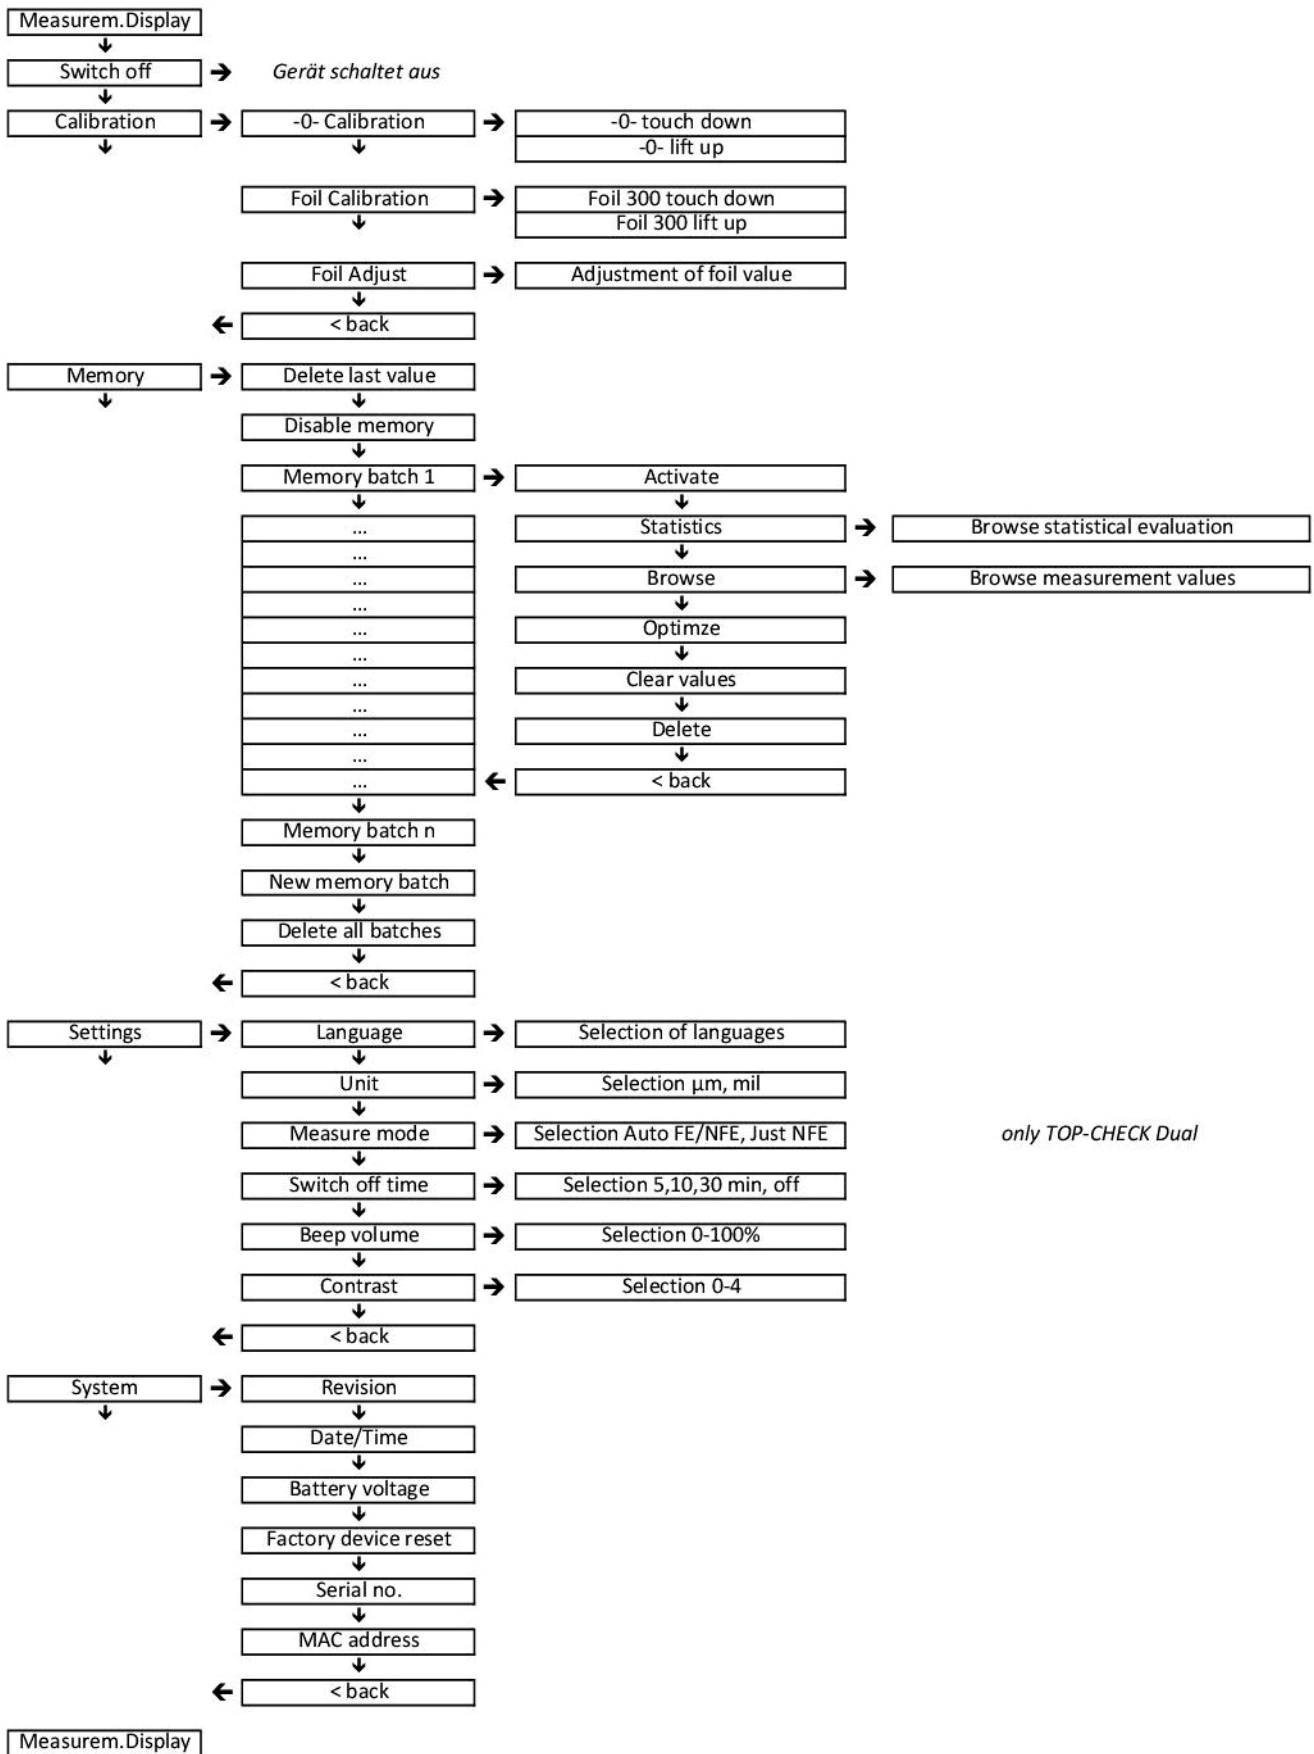 Measurem.Display
Switch off Gerät schaltet aus
Calibration -0- Calibration -0- touch down
-0- lift up
Foil Calibration Foil 300 touch down
Foil 300 lift up
Foil Adjust Adjustment of foil value
< back
Memory Delete last value
Disable memory
Memory batch 1 Activate
... Statistics Browse statistical evaluation
...
... Browse Browse measurement values
...
... Optimze
...
... Clear values
...
... Delete
...
... < back
Memory batch n
New memory batch
Delete all batches
< back
Settings Language Selection of languages
Unit Selection µm, mil
Measure mode Selection Auto FE/NFE, Just NFE only TOP-CHECK Dual
Switch off time Selection 5,10,30 min, off
Beep volume Selection 0-100%
Contrast Selection 0-4
< back
System Revision
Date/Time
Battery voltage
Factory device reset
Serial no.
MAC address
< back
Measurem.Display